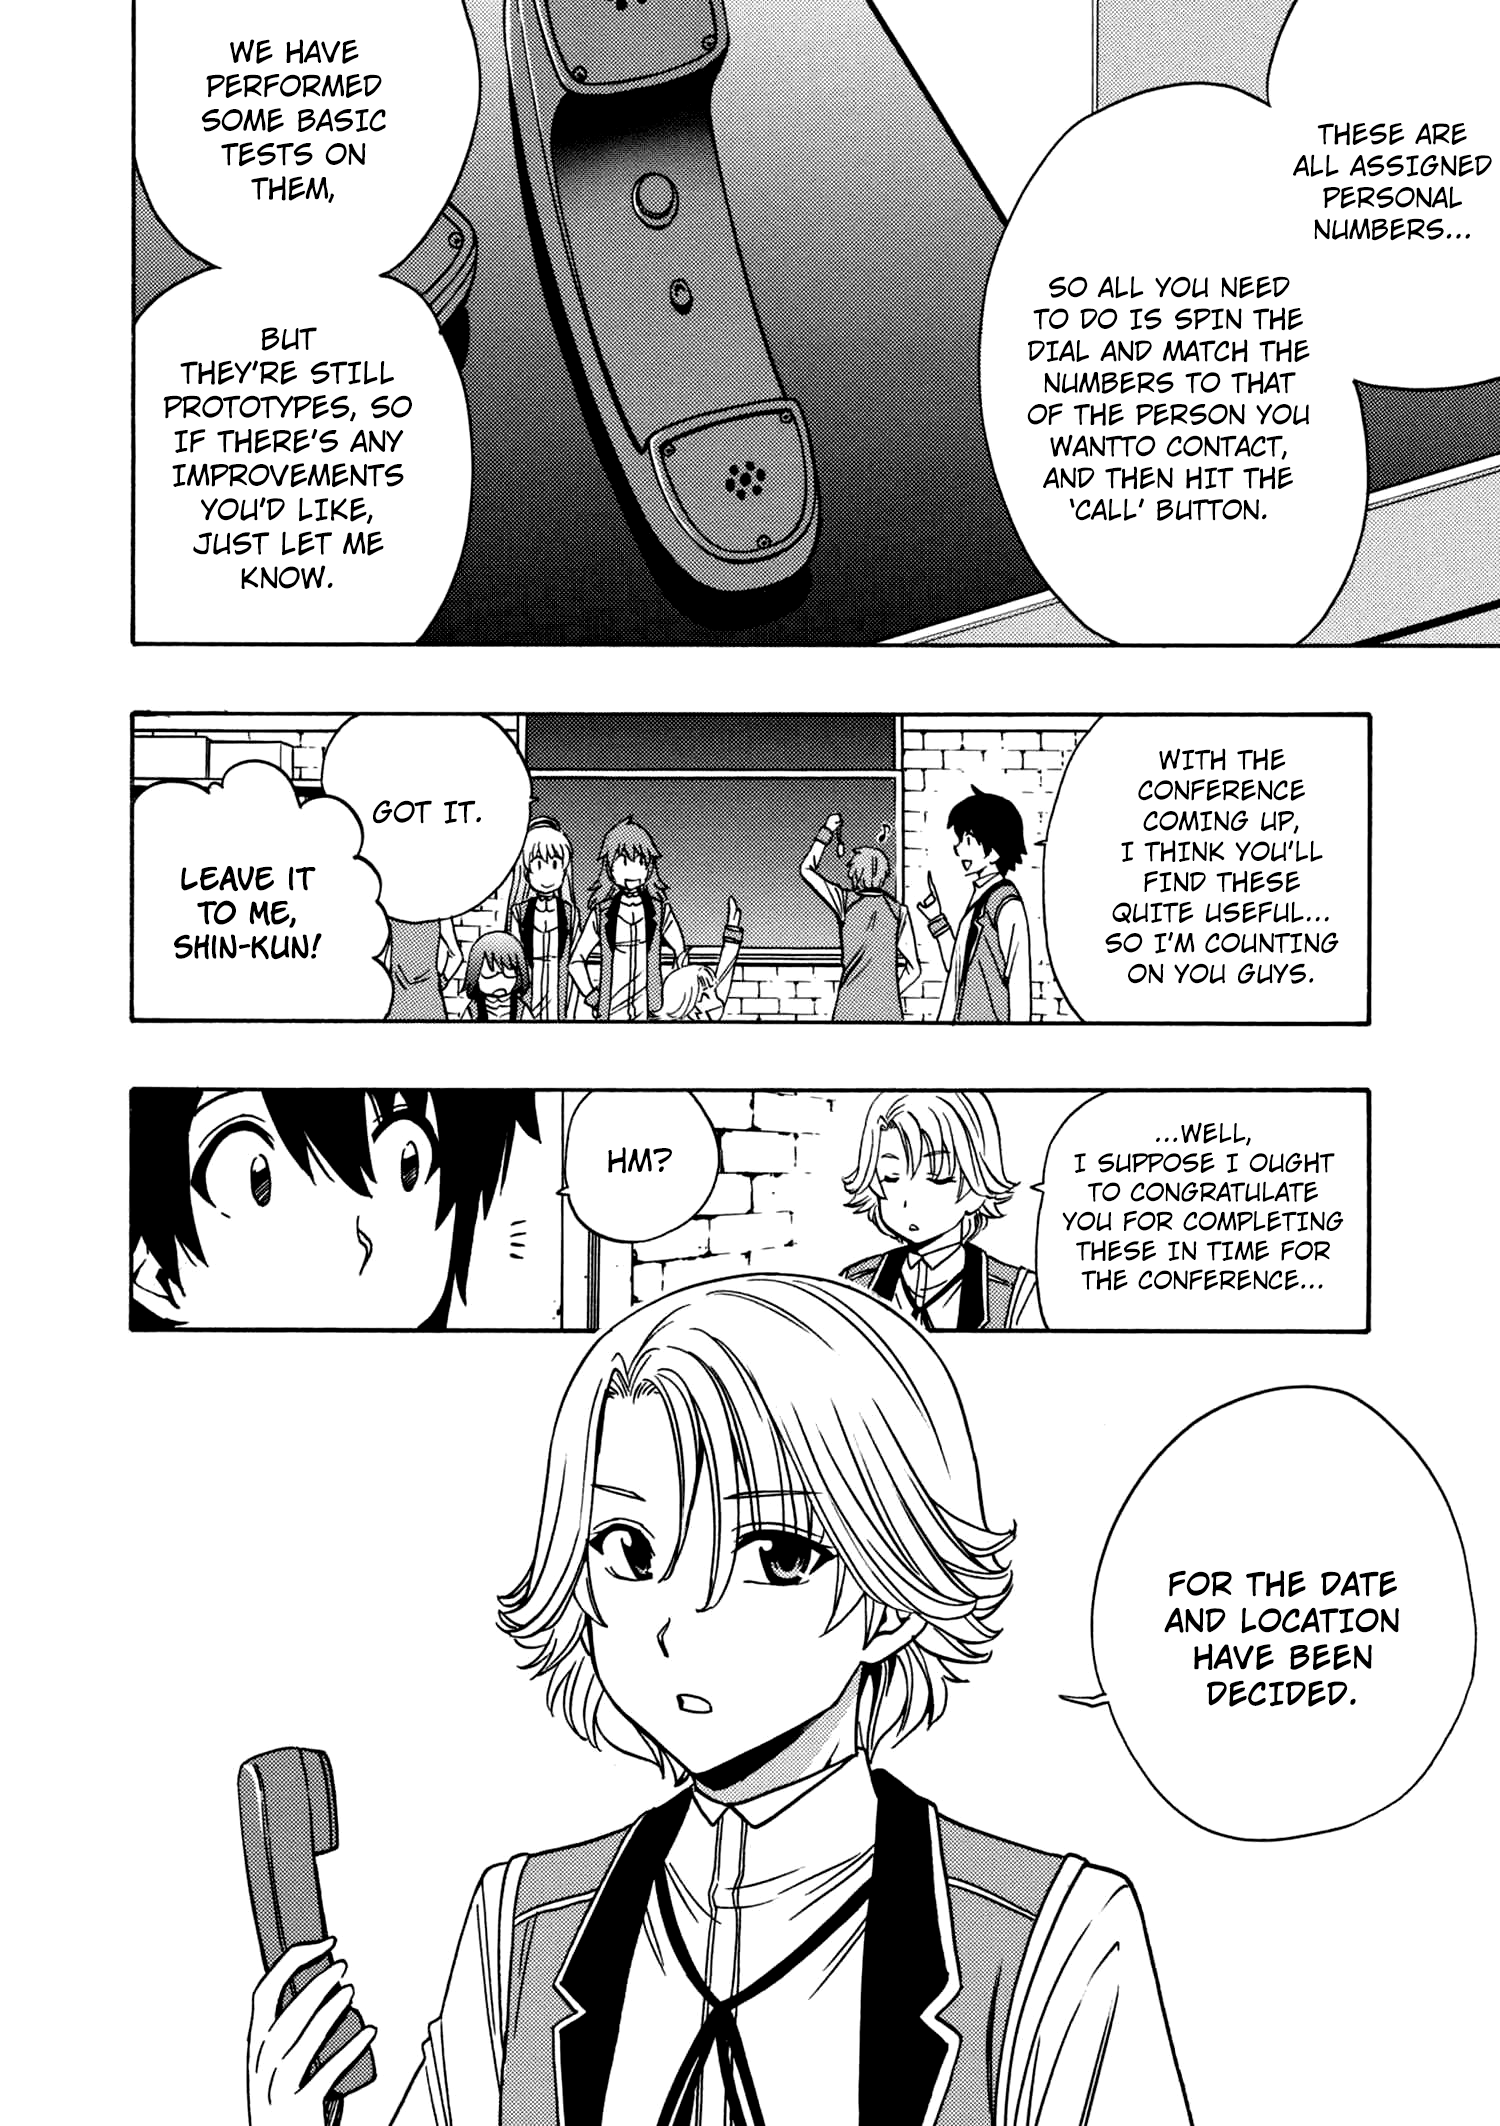 THESE ARE
ALL ASSIGNED
PERSONAL
NUMBERS...
SO ALL YOU NEED
TO DO IS SPIN THE
DIAL AND MATCH THE
NUMBERS TO THAT
OF THE PERSON YOU
WANTTO CONTACT,
AND THEN HIT THE
'CALL' BUTTON.
WE HAVE
PERFORMED
SOME BASIC
TESTS ON
THEM,
BUT
THEY'RE STILL
PROTOTYPES, SO
IF THERE'S ANY
IMPROVEMENTS
YOU'D LIKE,
JUST LET ME
KNOW.
WITH THE
CONFERENCE
COMING UP,
I THINK YOU'LL
FIND THESE
QUITE USEFUL...
SO I'M COUNTING
ON YOU GUYS.
GOT IT.
LEAVE IT
TO ME,
SHIN-KUN!
...WELL,
I SUPPOSE I OUGHT
TO CONGRATULATE
YOU FOR COMPLETING
THESE IN TIME FOR
THE CONFERENCE...
HM?
FOR THE DATE
AND LOCATION
HAVE BEEN
DECIDED.